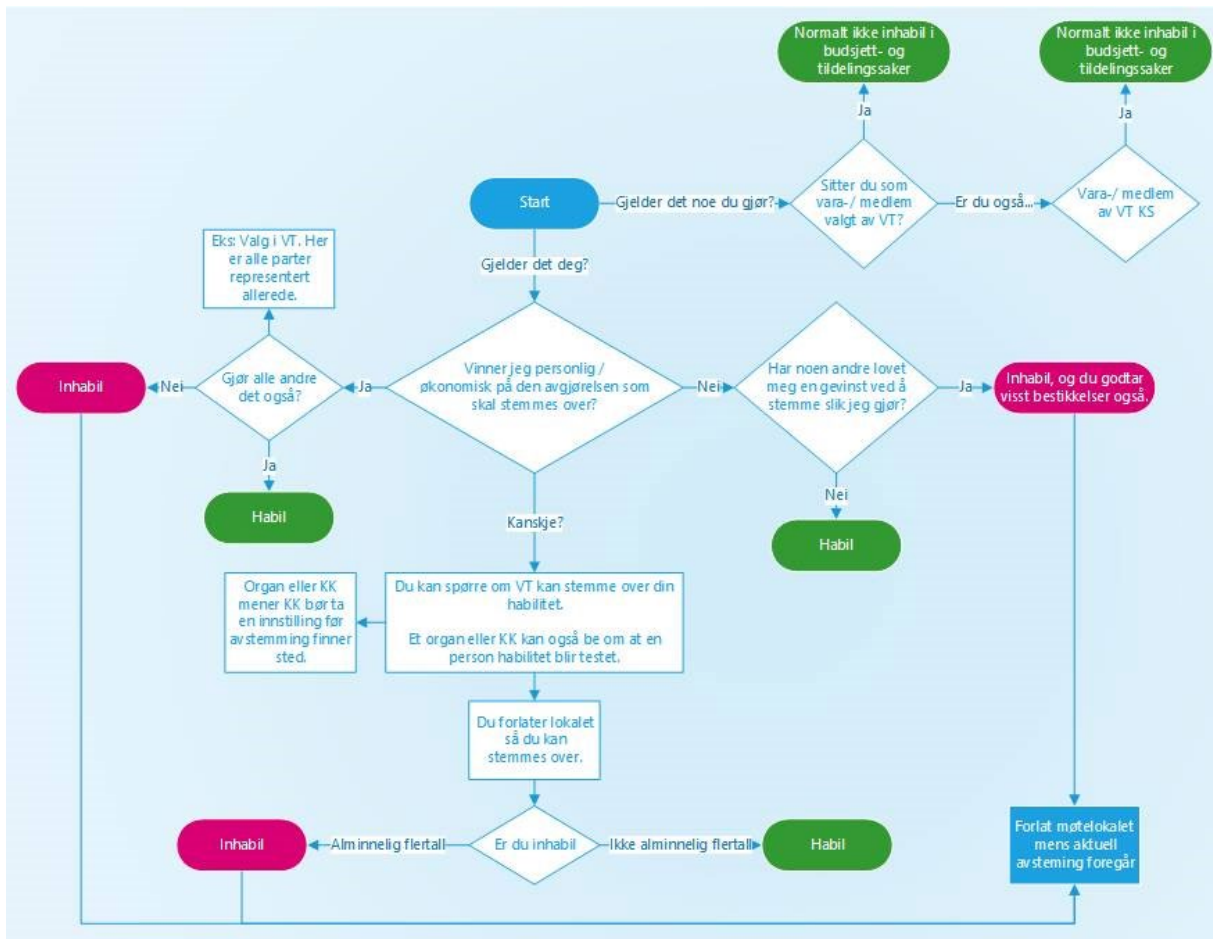 Normalt ikke inhabil i
budsjett- og
tildelingssaker
Normalt ikke inhabil i
budsjett- og
tildelingssaker
Ja
Ja
Start
Gjelder det noe du gjør?
Sitter du som
vara-/ medlem
valgt av VT?
Er du også...
Vara-/ medlem
av VT KS
Gjelder det deg?
Eks: Valg i VT. Her
er alle parter
representert
allerede.
Inhabil
Nei
Gjør alle andre
det også?
Ja
Vinner jeg personlig /
økonomisk på den avgjørelsen som
skal stemmes over?
Nei
Har noen andre lovet
meg en gevinst ved å
stemme slik jeg gjør?
Ja
Inhabil, og du godtar
visst bestikkelser også.
Ja
Habil
Kanskje?
Nei
Habil
Organ eller KK
mener KK bør ta
en innstilling før
avstemming finner
sted.
Du kan spørre om VT kan stemme over din
habilitet.
Et organ eller KK kan også be om at en
person habilitet blir testet.
Du forlater lokalet
så du kan
stemmes over.
Inhabil
Alminnelig flertall
Er du inhabil
Ikke alminnelig flertall
Habil
Forlat møtelokalet
mens aktuell
avsteming foregår